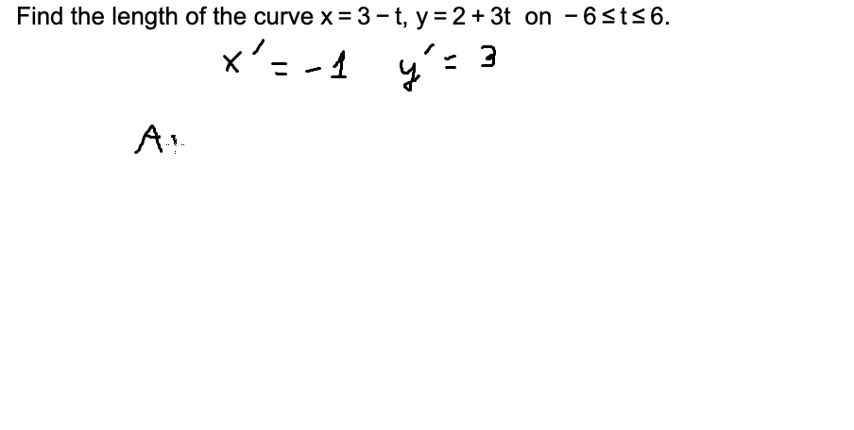 Find the length of the curve x = 3 − t, y = 2 + 3t on − 6 ≤ t ≤ 6.
x′ = - 1 y′ = 3
A